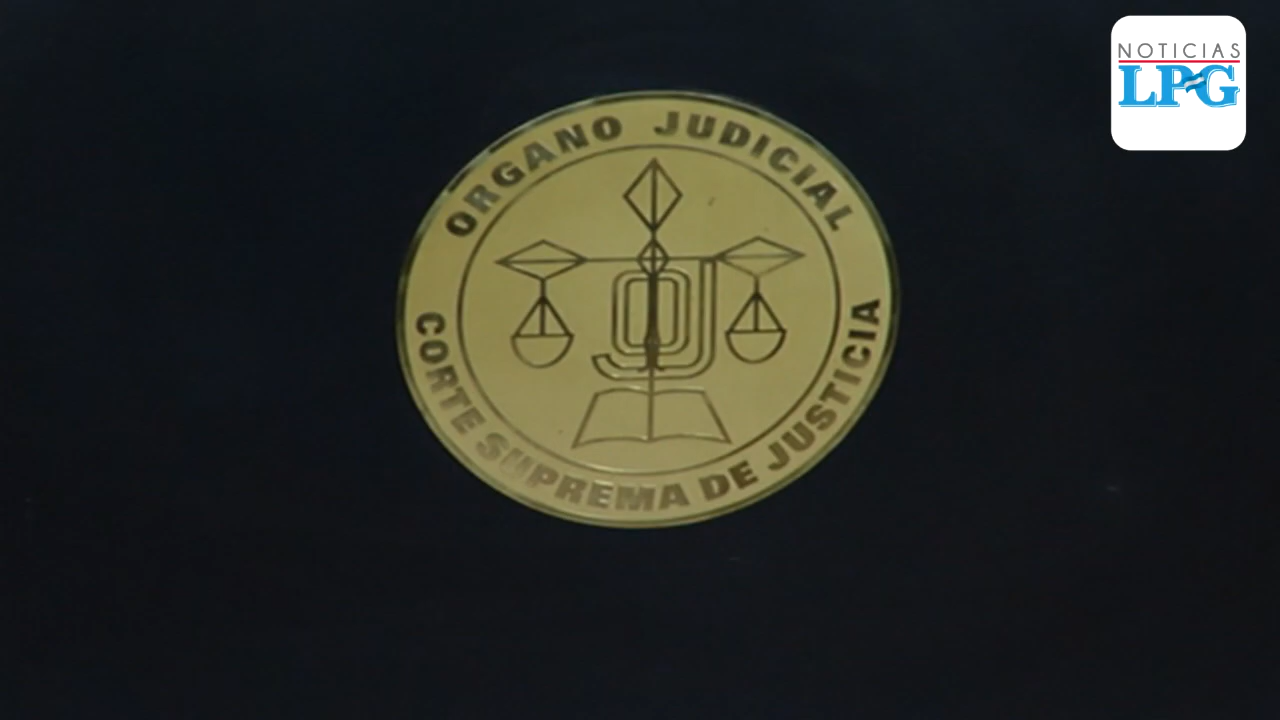 NOTICIAS
LPG
ORGANO JUDICIAL
CORTE SUPREMA DE JUSTICIA
OJ